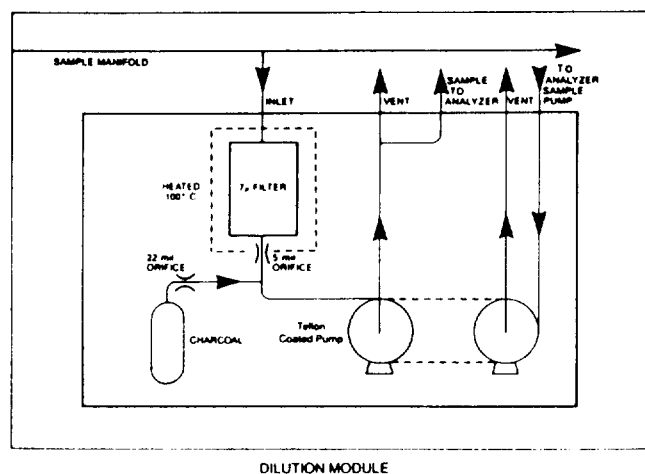 SAMPLE MANIFOLD
TO
ANALYZER
SAMPLE
PUMP
INLET
VENT
SAMPLE
TO
ANALYZER
VENT
HEATED
100° C
7μ FILTER
22 mil
ORIFICE
5 mil
ORIFICE
CHARCOAL
Teflon
Coated Pump
DILUTION MODULE